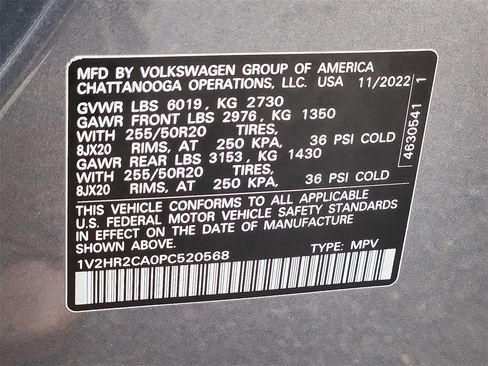 MFD BY VOLKSWAGEN GROUP OF AMERICA
CHATTANOOGA OPERATIONS, LLC. USA 11/2022
GVWR LBS 6019, KG 2730
GAWR FRONT LBS 2976, KG 1350
WITH 255/50R20 TIRES,
8JX20 RIMS, AT 250 KPA, 36 PSI COLD
GAWR REAR LBS 3153, KG 1430
WITH 255/50R20 TIRES,
8JX20 RIMS, AT 250 KPA, 36 PSI COLD
THIS VEHICLE CONFORMS TO ALL APPLICABLE
U.S. FEDERAL MOTOR VEHICLE SAFETY STANDARDS
IN EFFECT ON THE DATE OF MANUFACTURE
SHOWN ABOVE.
1V2HR2CA0PC520568 TYPE: MPV
4630541 1